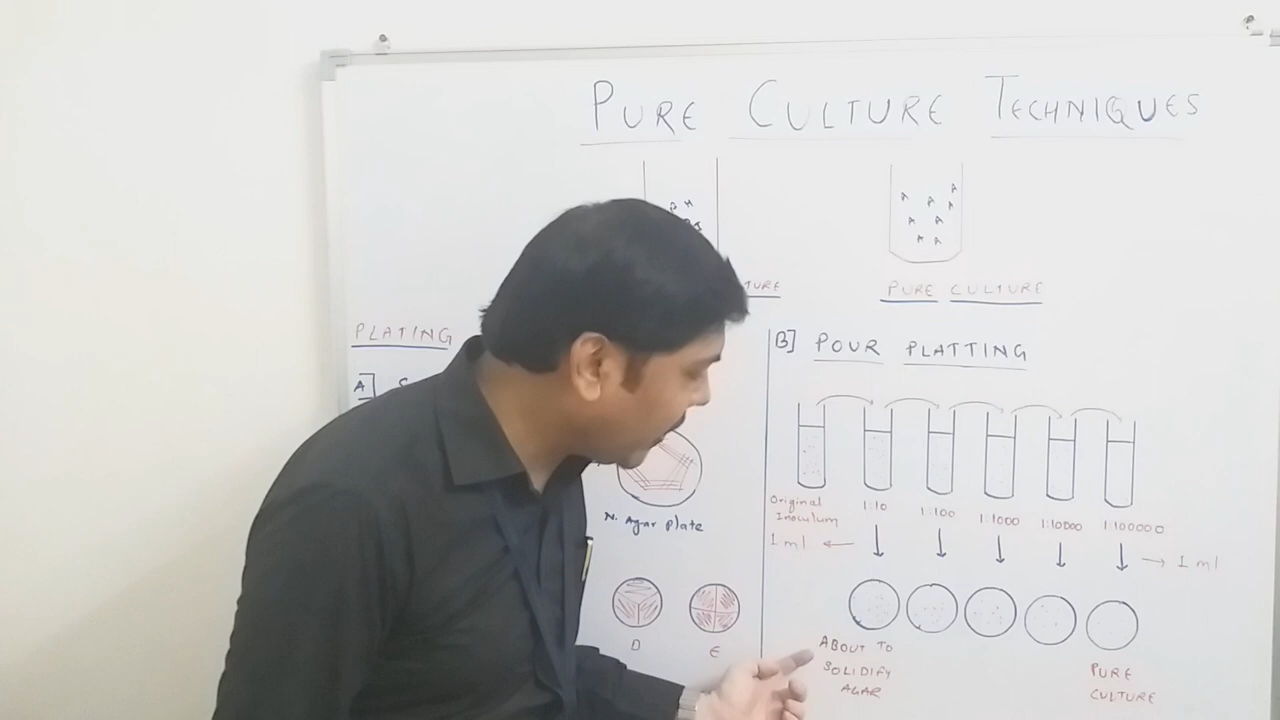 PURE CULTURE TECHNIQUES
PURE CULTURE
PLATING
A]
N. Agar plate
D E
B] POUR PLATTING
Original
Inoculum
1:10 1:100 1:1000 1:10000 1:100000
1 ml
1 ml
ABOUT TO
SOLIDIFY
AGAR
PURE
CULTURE